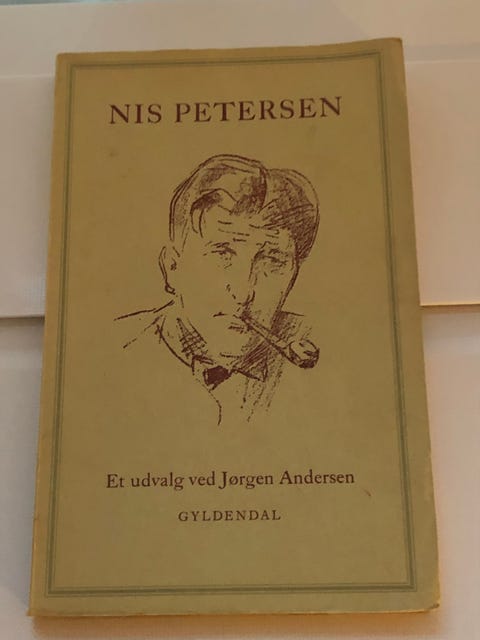 NIS PETERSEN
Et udvalg ved Jørgen Andersen
GYLDENDAL